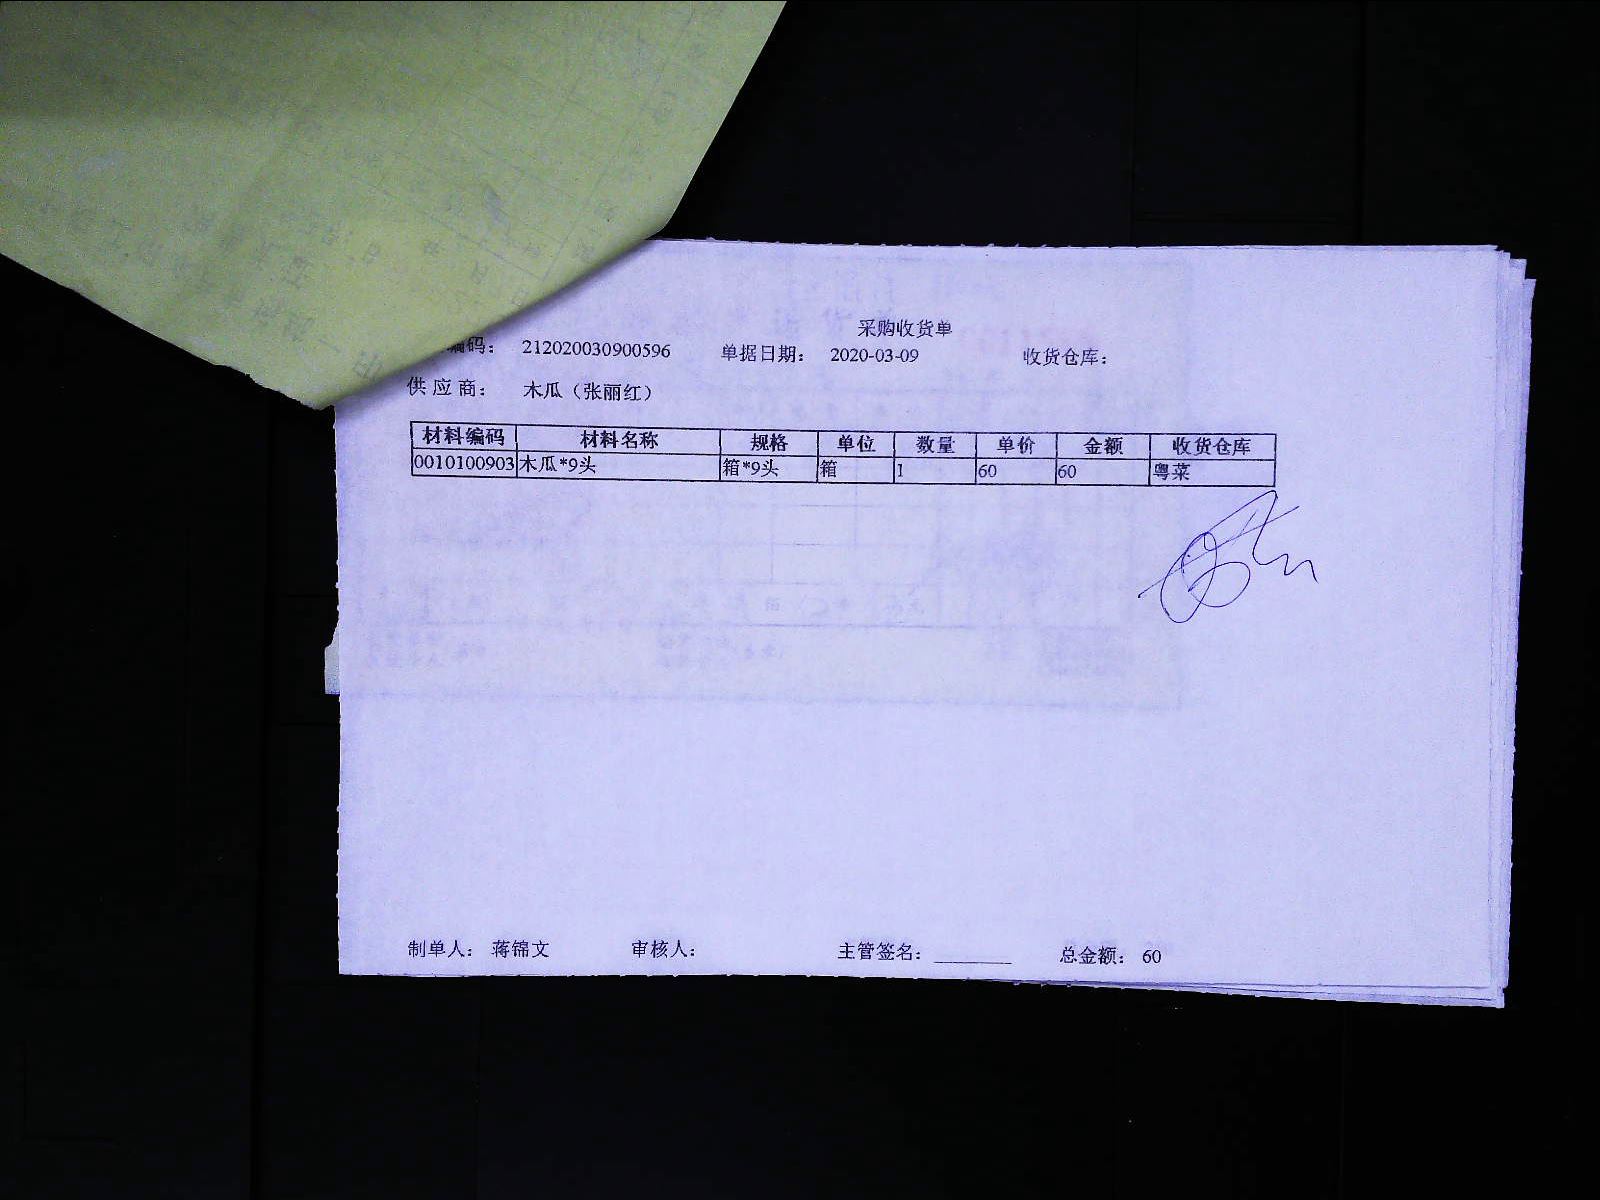 采购收货单
编码: 212020030900596 单据日期: 2020-03-09 收货仓库:
供应商: 木瓜（张丽红）
材料编码 材料名称 规格 单位 数量 单价 金额 收货仓库
0010100903 木瓜*9头 箱*9头 箱 1 60 60 粤菜
制单人: 蒋锦文 审核人: 主管签名: ________ 总金额: 60